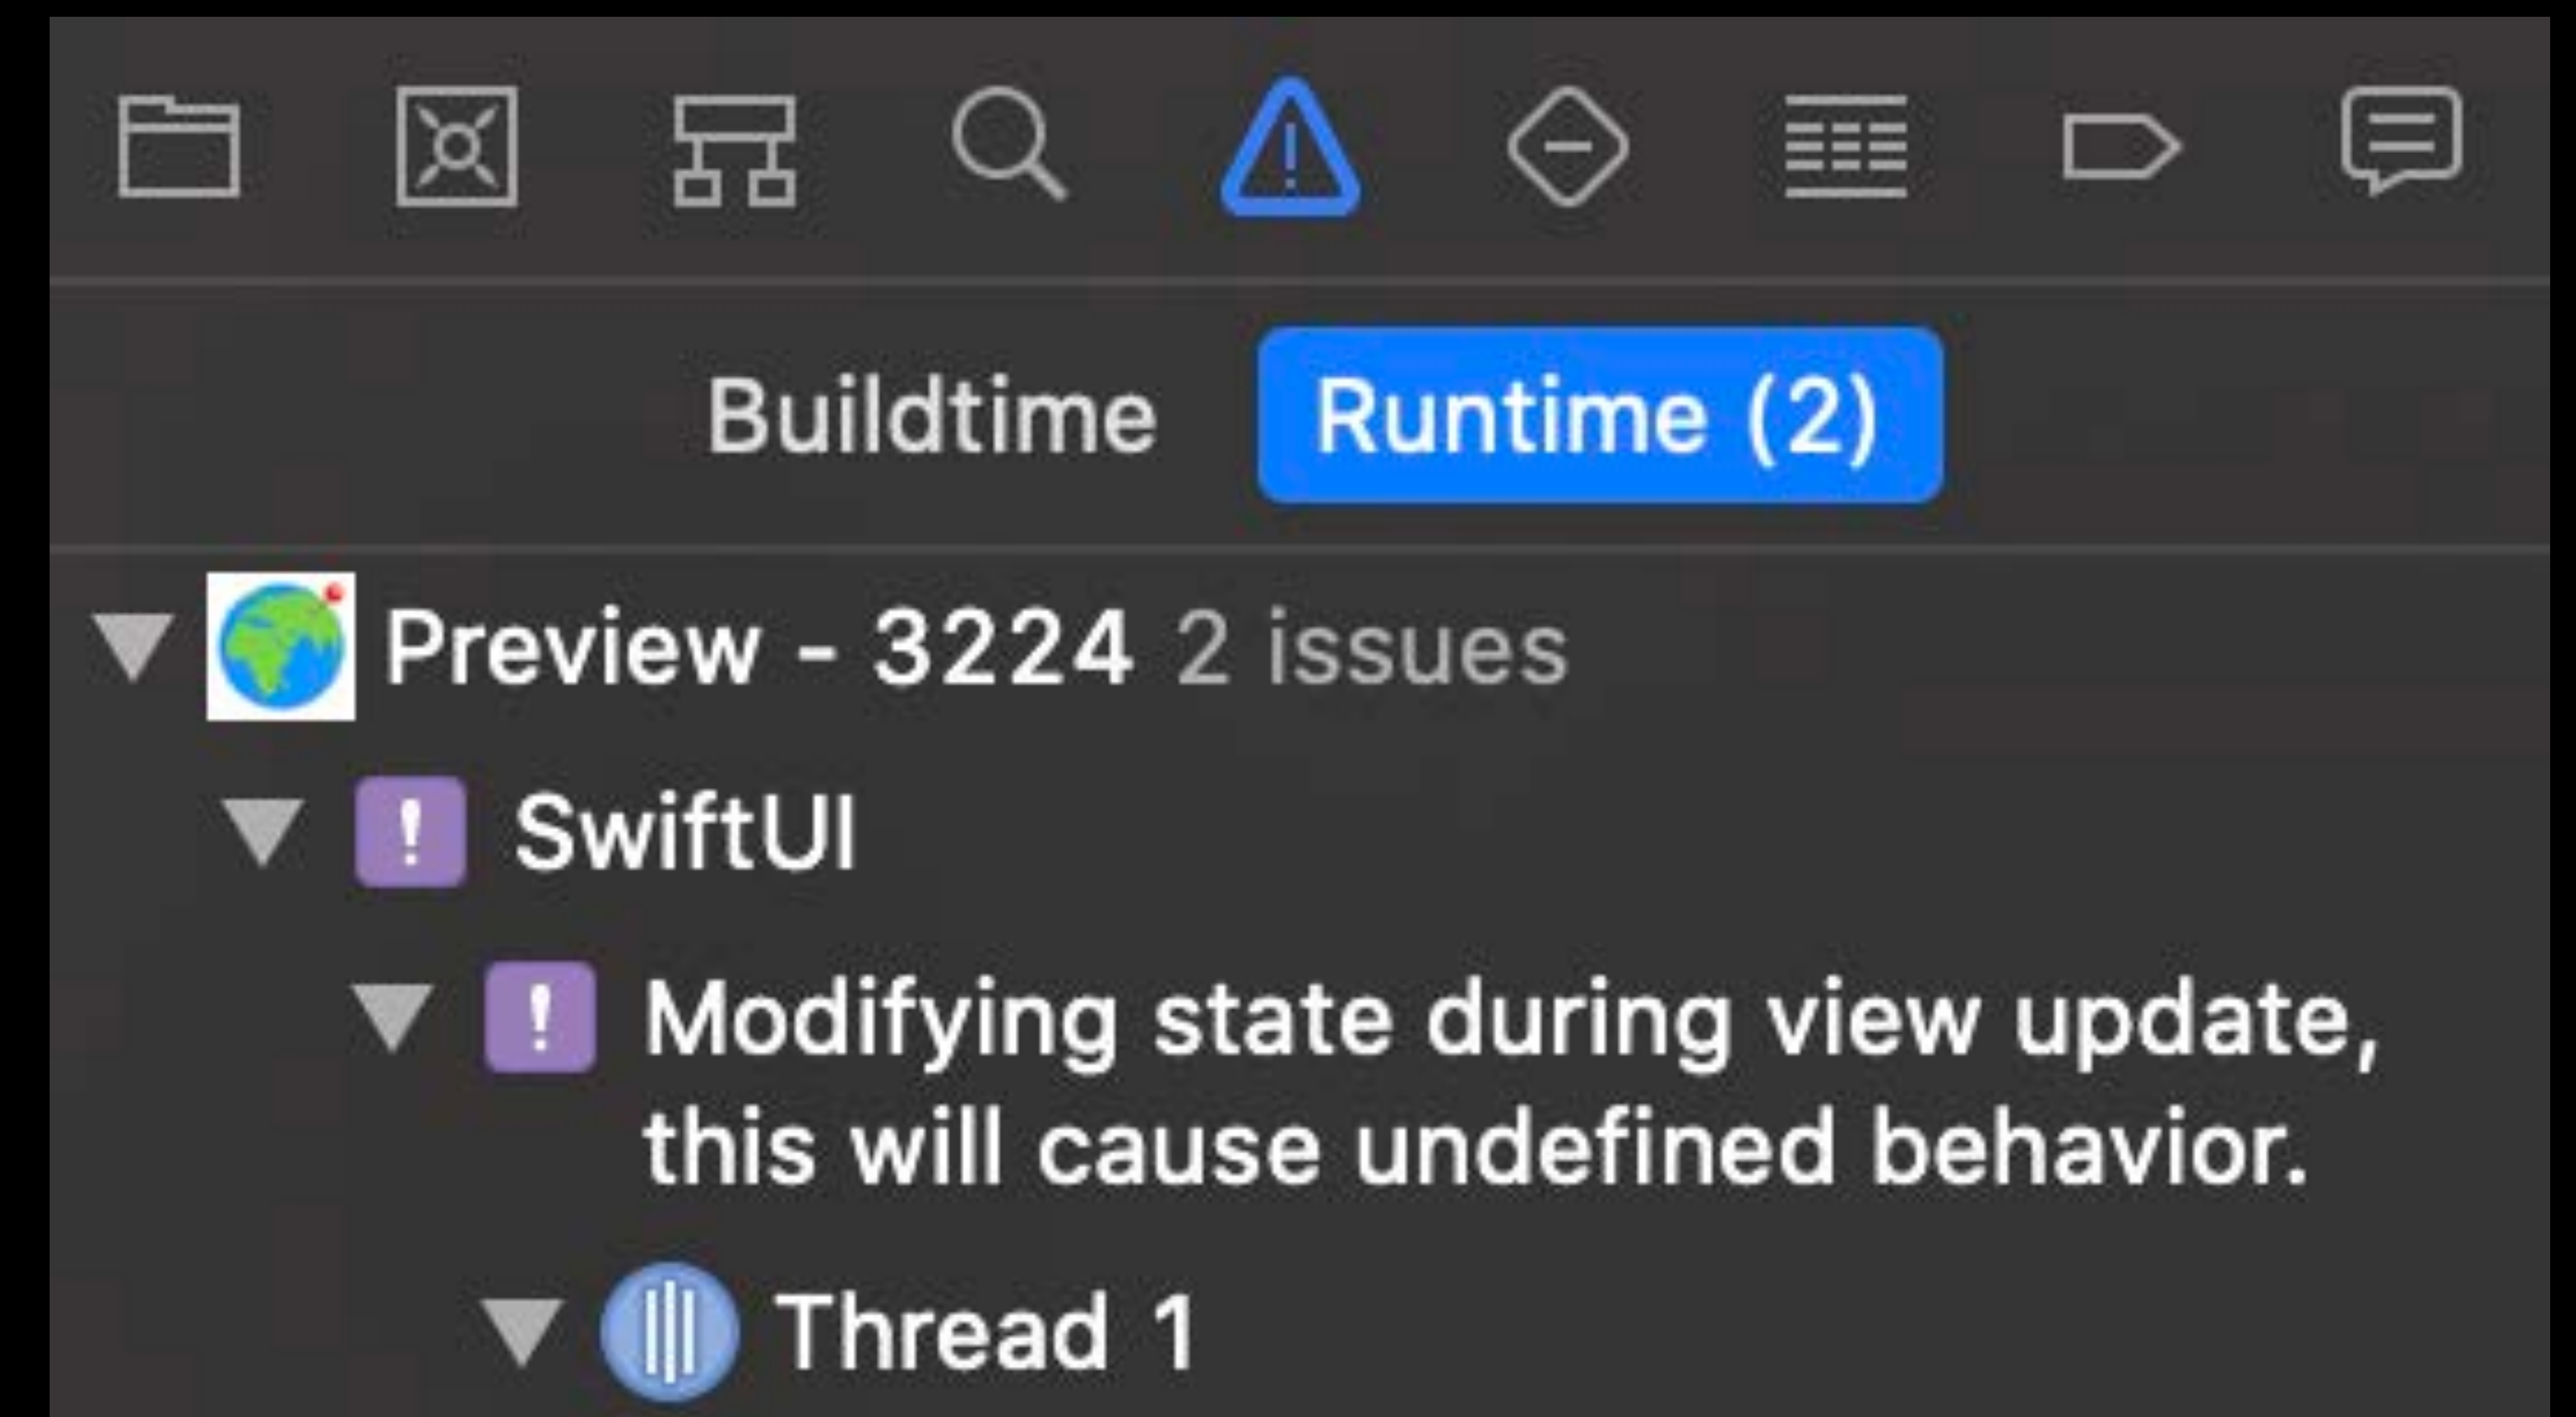 Buildtime Runtime (2)
Preview - 3224 2 issues
SwiftUI
Modifying state during view update,
this will cause undefined behavior.
Thread 1